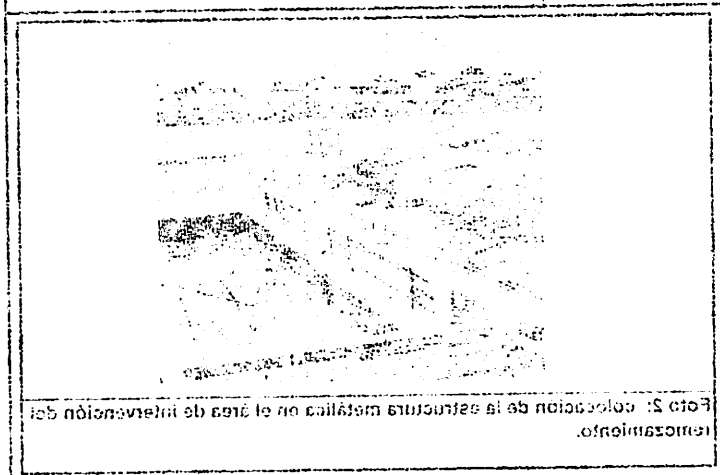 Foto 2: colocación de la estructura metálica en el área de intervención del
remozamiento.